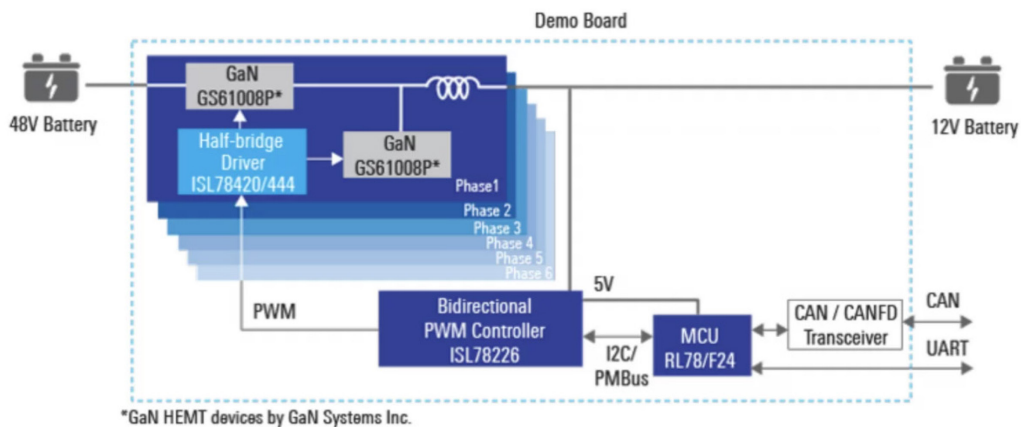 Demo Board
48V Battery
GaN
GS61008P*
Half-bridge
Driver
ISL78420/444
GaN
GS61008P*
Phase1
Phase 2
Phase 3
Phase 4
Phase 5
Phase 6
12V Battery
PWM
Bidirectional
PWM Controller
ISL78226
5V
I2C/
PMBus
MCU
RL78/F24
CAN / CANFD
Transceiver
CAN
UART
*GaN HEMT devices by GaN Systems Inc.